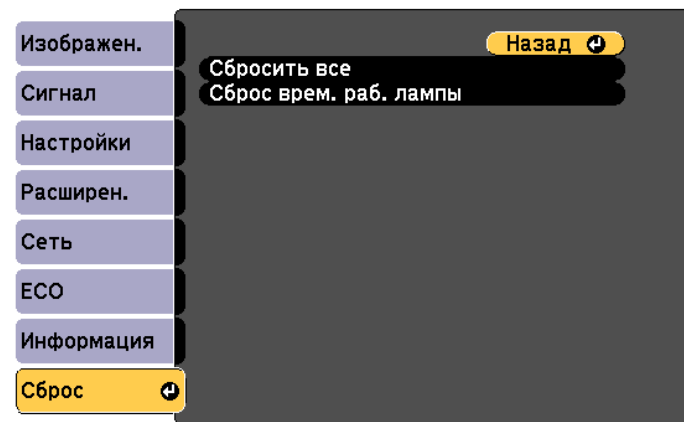 Изображен.
Сигнал
Настройки
Расширен.
Сеть
ECO
Информация
Сброс
Назад
Сбросить все
Сброс врем. раб. лампы